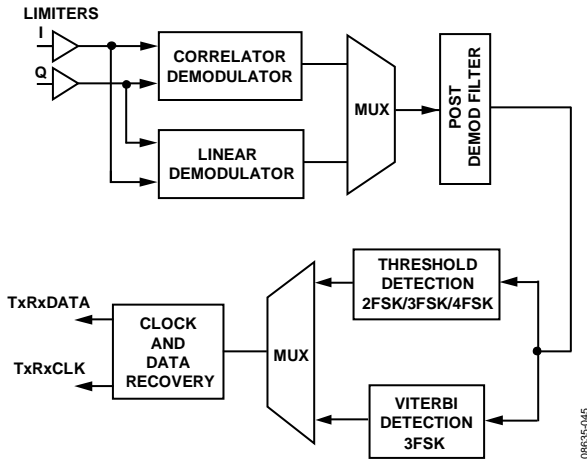 LIMITERS
I
Q
CORRELATOR
DEMODULATOR
LINEAR
DEMODULATOR
MUX
POST
DEMOD FILTER
THRESHOLD
DETECTION
2FSK/3FSK/4FSK
VITERBI
DETECTION
3FSK
MUX
CLOCK
AND
DATA
RECOVERY
TxRxDATA
TxRxCLK
08635-045